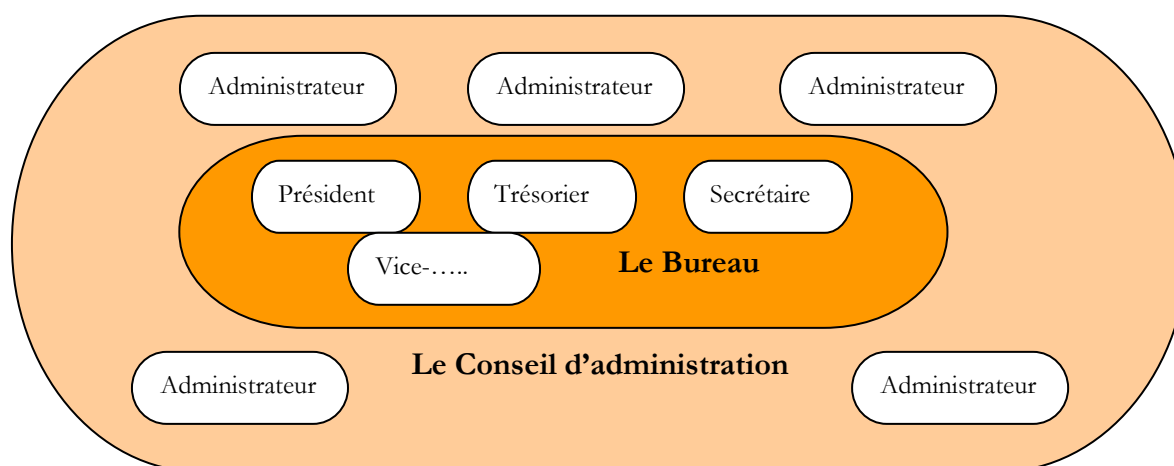 Administrateur Administrateur Administrateur
Président Trésorier Secrétaire
Vice-….. Le Bureau
Le Conseil d'administration
Administrateur Administrateur